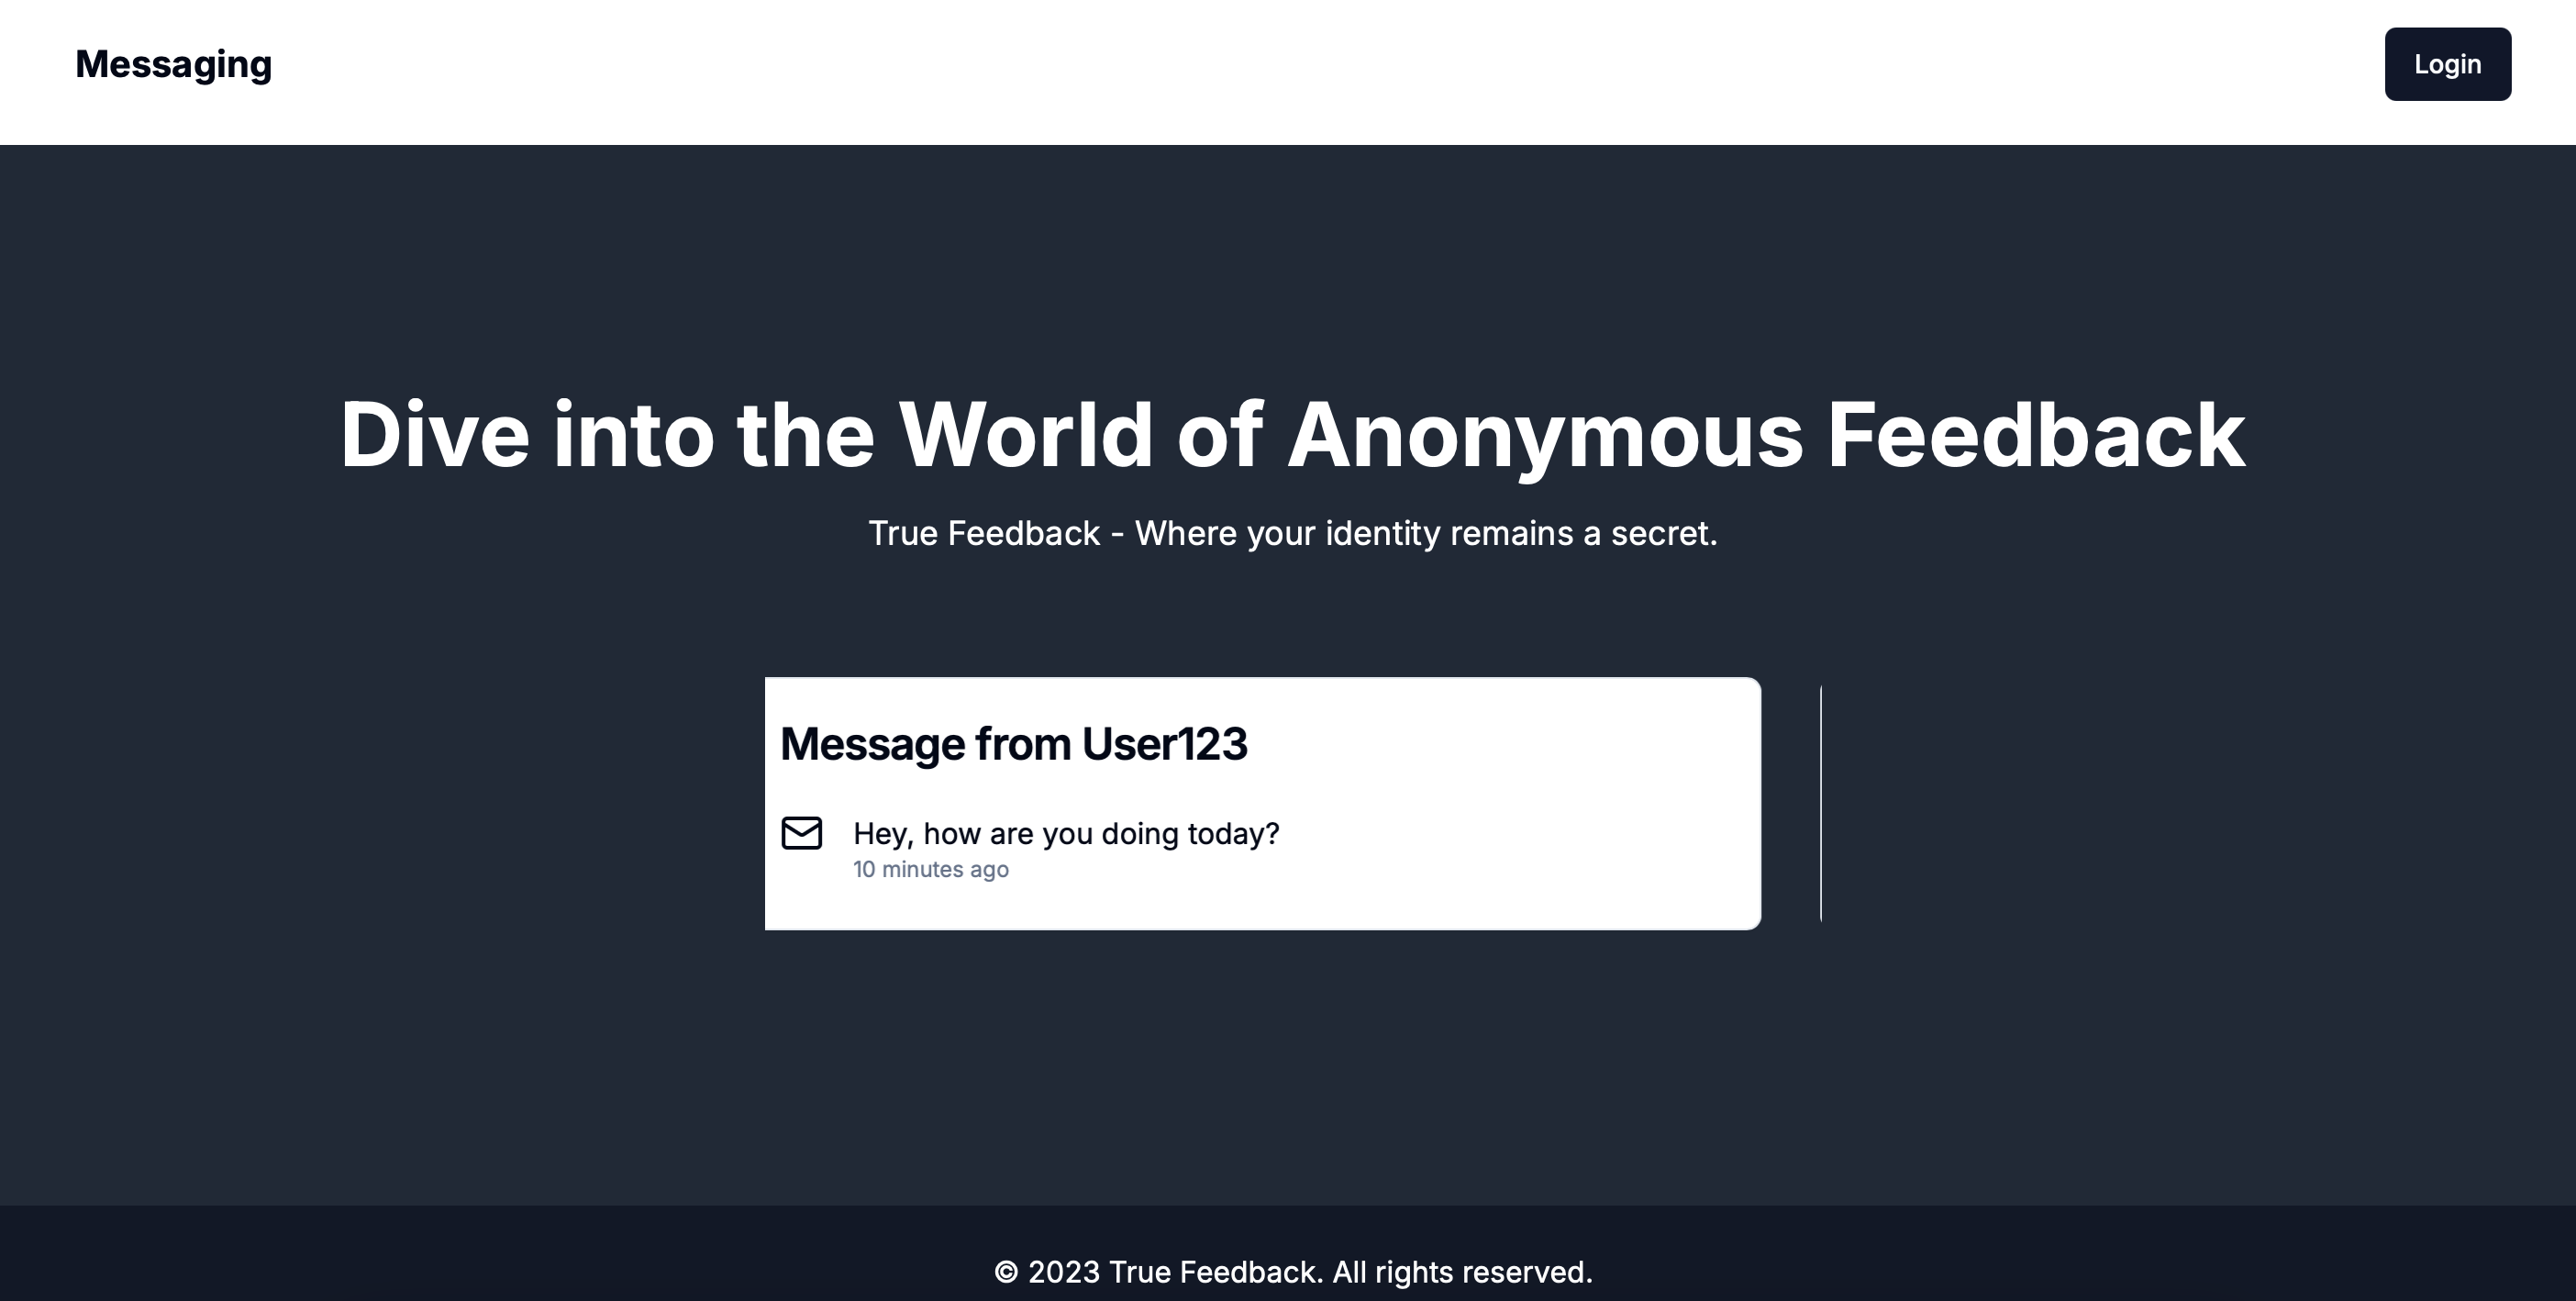 Messaging
Login
Dive into the World of Anonymous Feedback
True Feedback - Where your identity remains a secret.
Message from User123
Hey, how are you doing today?
10 minutes ago
© 2023 True Feedback. All rights reserved.